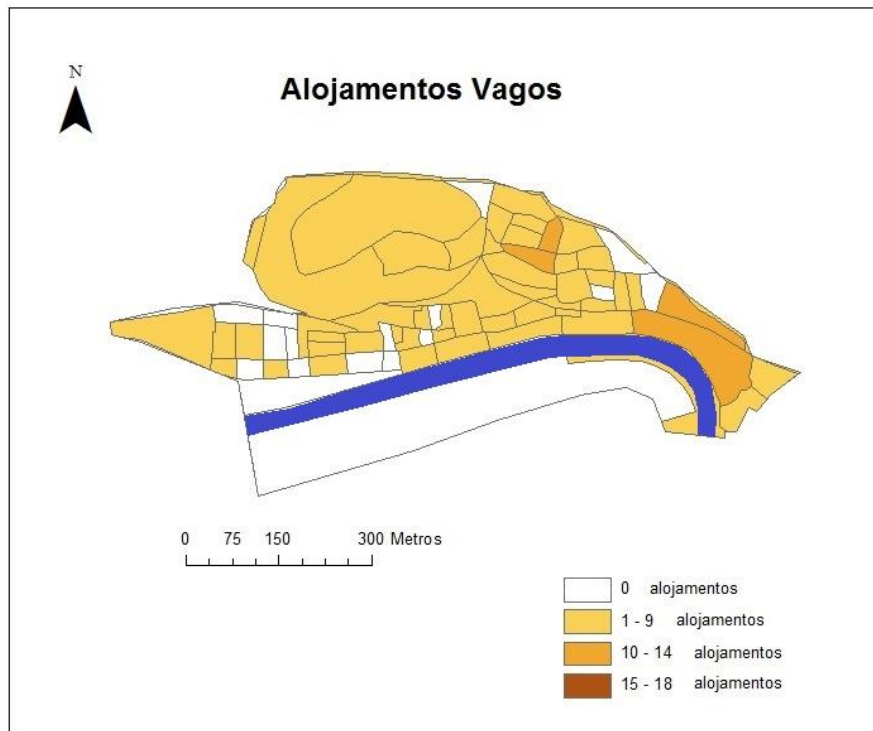 N
Alojamentos Vagos
0 75 150 300 Metros
0 alojamentos
1 - 9 alojamentos
10 - 14 alojamentos
15 - 18 alojamentos